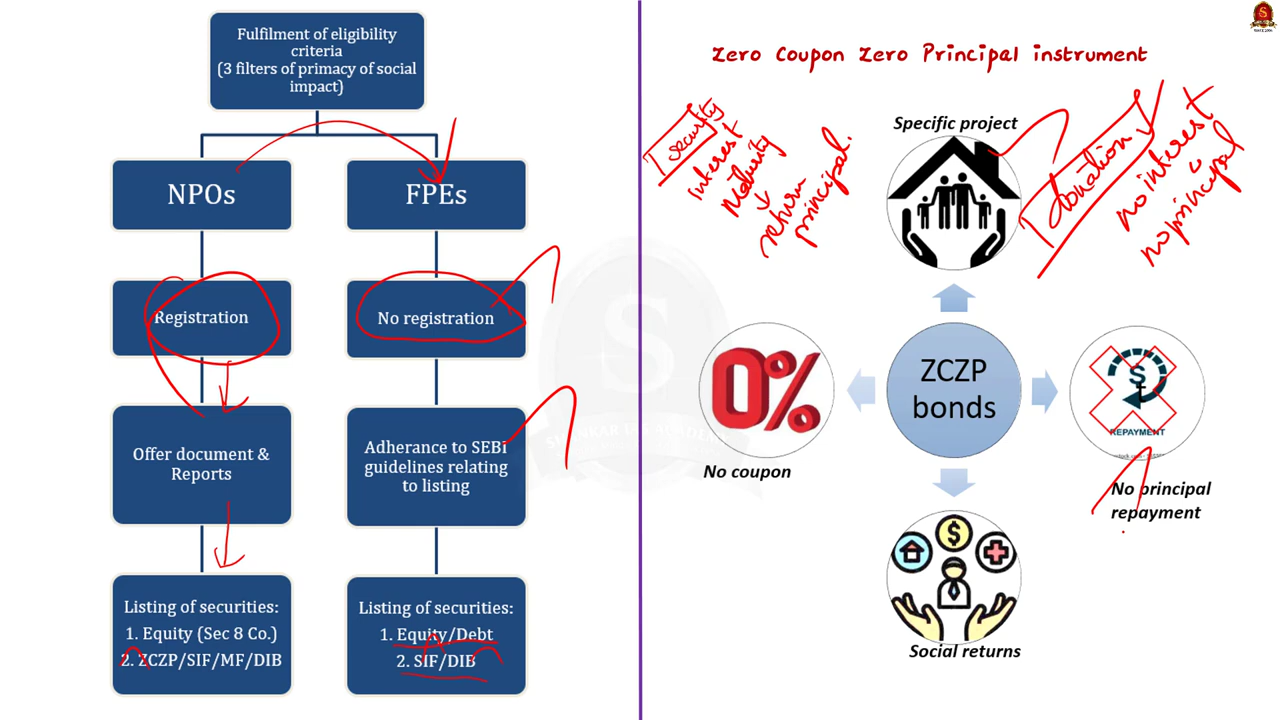 Fulfilment of eligibility
criteria
(3 filters of primacy of social
impact)
NPOs
FPEs
Registration
No registration
Offer document &
Reports
Adherance to SEBI
guidelines relating
to listing
Listing of securities:
1. Equity (Sec 8 Co.)
2. ZCZP/SIF/MF/DIB
Listing of securities:
1. Equity/Debt
2. SIF/DIB
Zero Coupon Zero Principal instrument
security
interest
maturity
return
principal.
Specific project
donation
no interest
no principal
ZCZP
bonds
0%
No coupon
$
REPAYMENT
No principal
repayment
$
Social returns
S